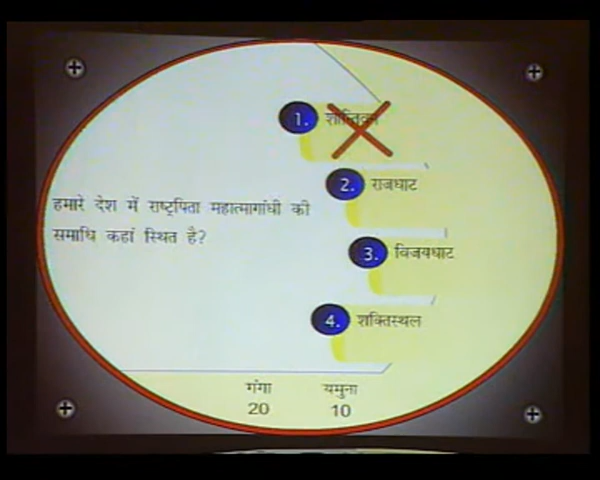 1. शान्तिवन
2. राजघाट
हमारे देश में राष्ट्रपिता महात्मागांधी की
समाधि कहां स्थित है?
3. विजयघाट
4. शक्तिस्थल
गंगा यमुना
20 10